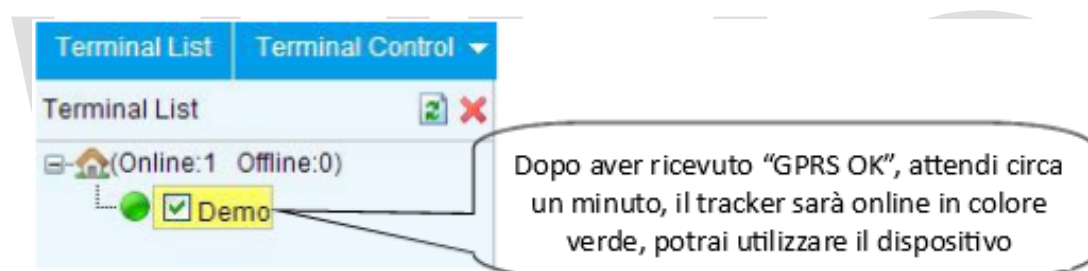 Terminal List Terminal Control
Terminal List
(Online:1 Offline:0)
Demo
Dopo aver ricevuto “GPRS OK”, attendi circa
un minuto, il tracker sarà online in colore
verde, potrai utilizzare il dispositivo